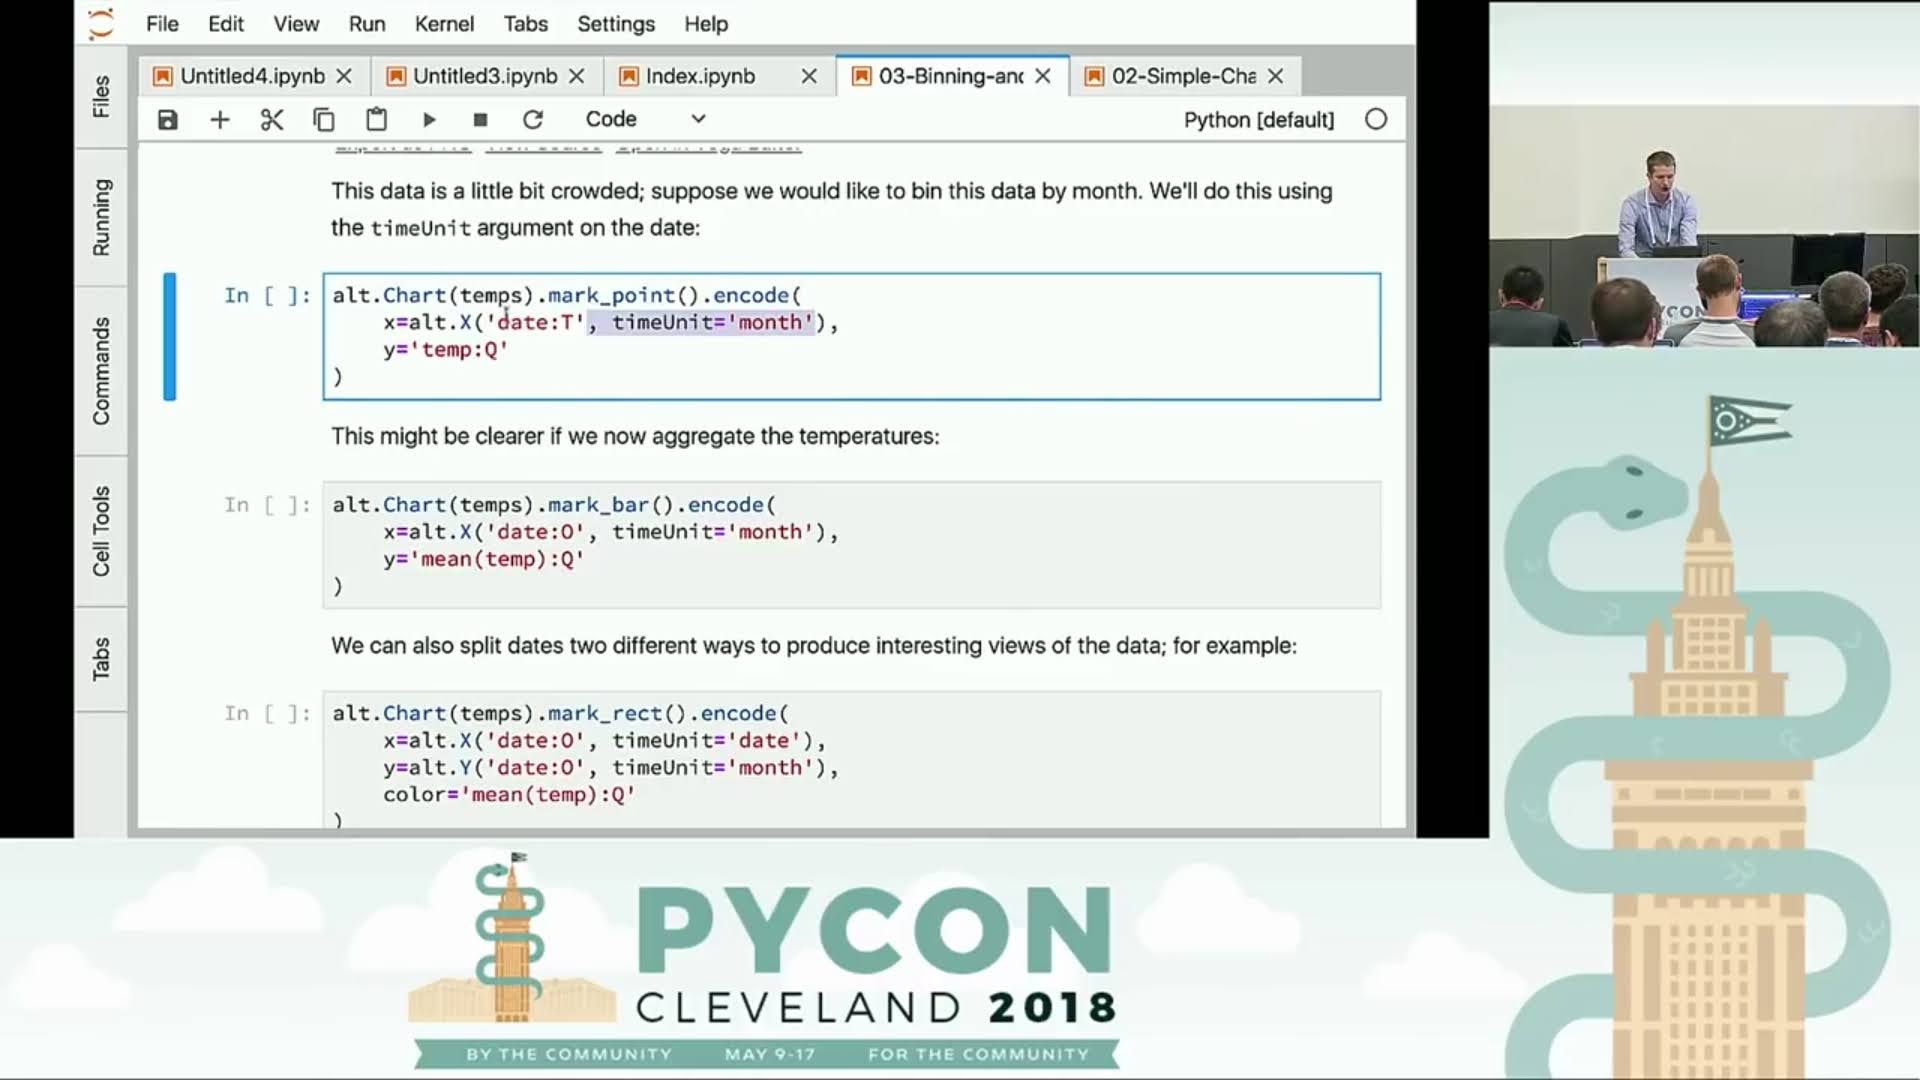 File Edit View Run Kernel Tabs Settings Help
Untitled4.ipynb Untitled3.ipynb Index.ipynb 03-Binning-anc 02-Simple-Cha
Code Python [default]
Files
Running
Commands
Cell Tools
Tabs
This data is a little bit crowded; suppose we would like to bin this data by month. We'll do this using
the timeUnit argument on the date:
In [ ]: alt.Chart(temps).mark_point().encode(
x=alt.X('date:T', timeUnit='month'),
y='temp:Q'
)
This might be clearer if we now aggregate the temperatures:
In [ ]: alt.Chart(temps).mark_bar().encode(
x=alt.X('date:O', timeUnit='month'),
y='mean(temp):Q'
)
We can also split dates two different ways to produce interesting views of the data; for example:
In [ ]: alt.Chart(temps).mark_rect().encode(
x=alt.X('date:O', timeUnit='date'),
y=alt.Y('date:O', timeUnit='month'),
color='mean(temp):Q'
)
PYCON
CLEVELAND 2018
BY THE COMMUNITY MAY 9-17 FOR THE COMMUNITY